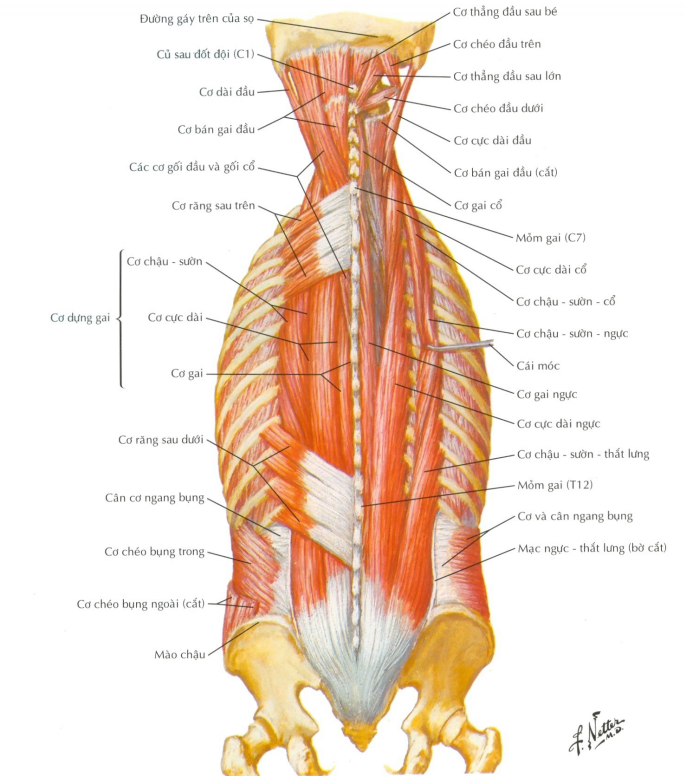 Đường gáy trên của sọ
Củ sau đốt đội (C1)
Cơ dài đầu
Cơ bán gai đầu
Các cơ gối đầu và gối cổ
Cơ răng sau trên
Cơ chậu - sườn
Cơ dựng gai
Cơ cực dài
Cơ gai
Cơ răng sau dưới
Cân cơ ngang bụng
Cơ chéo bụng trong
Cơ chéo bụng ngoài (cắt)
Mào chậu
Cơ thẳng đầu sau bé
Cơ chéo đầu trên
Cơ thẳng đầu sau lớn
Cơ chéo đầu dưới
Cơ cực dài đầu
Cơ bán gai đầu (cắt)
Cơ gai cổ
Mỏm gai (C7)
Cơ cực dài cổ
Cơ chậu - sườn - cổ
Cơ chậu - sườn - ngực
Cái móc
Cơ gai ngực
Cơ cực dài ngực
Cơ chậu - sườn - thắt lưng
Mỏm gai (T12)
Cơ và cân ngang bụng
Mạc ngực - thắt lưng (bờ cắt)
F. Netter
M.D.